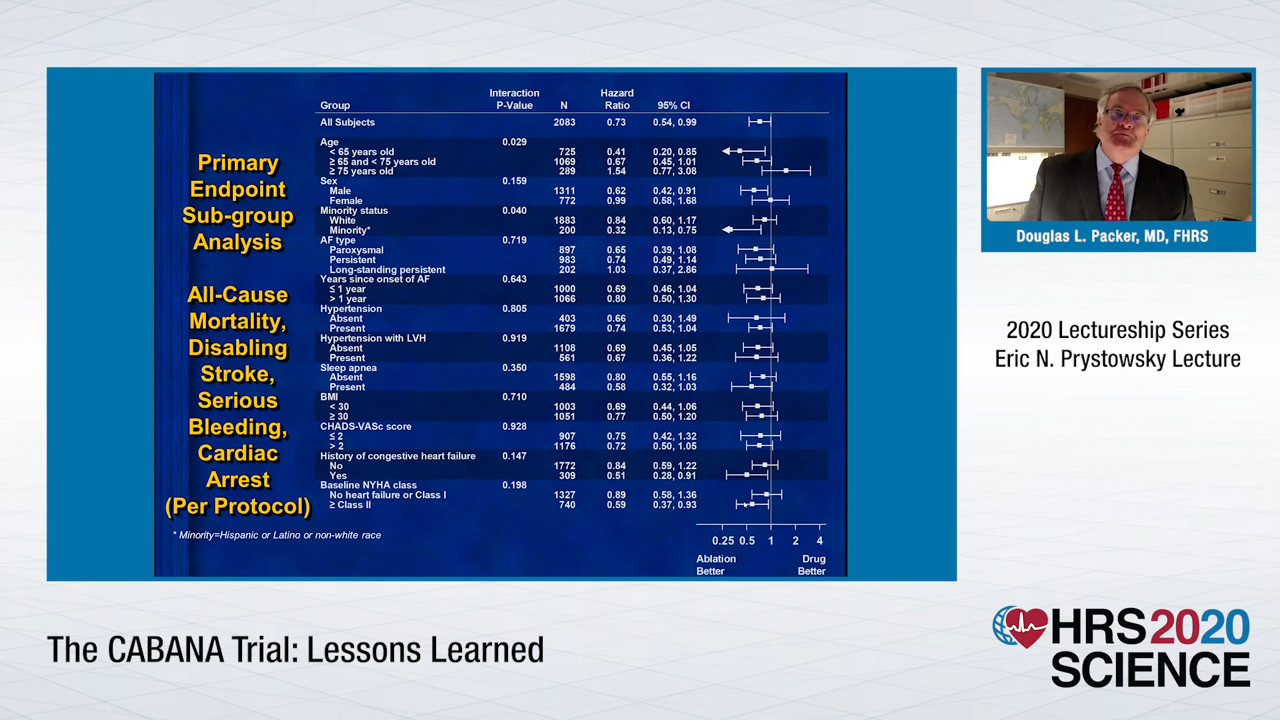 Primary
Endpoint
Sub-group
Analysis
All-Cause
Mortality,
Disabling
Stroke,
Serious
Bleeding,
Cardiac
Arrest
(Per Protocol)
Group Interaction P-Value N Hazard Ratio 95% CI
All Subjects 2083 0.73 0.54, 0.99
Age 0.029
< 65 years old 725 0.41 0.20, 0.85
≥ 65 and < 75 years old 1069 0.67 0.45, 1.01
≥ 75 years old 289 1.54 0.77, 3.08
Sex 0.159
Male 1311 0.62 0.42, 0.91
Female 772 0.99 0.58, 1.68
Minority status 0.040
White 1883 0.84 0.60, 1.17
Minority* 200 0.32 0.13, 0.75
AF type 0.719
Paroxysmal 897 0.65 0.39, 1.08
Persistent 983 0.74 0.49, 1.14
Long-standing persistent 202 1.03 0.37, 2.86
Years since onset of AF 0.643
≤ 1 year 1000 0.69 0.46, 1.04
> 1 year 1066 0.80 0.50, 1.30
Hypertension 0.805
Absent 403 0.66 0.30, 1.49
Present 1679 0.74 0.53, 1.04
Hypertension with LVH 0.919
Absent 1108 0.69 0.45, 1.05
Present 561 0.67 0.36, 1.22
Sleep apnea 0.350
Absent 1598 0.80 0.55, 1.16
Present 484 0.58 0.32, 1.03
BMI 0.710
< 30 1003 0.69 0.44, 1.06
≥ 30 1051 0.77 0.50, 1.20
CHADS-VASc score 0.928
≤ 2 907 0.75 0.42, 1.32
> 2 1176 0.72 0.50, 1.05
History of congestive heart failure 0.147
No 1772 0.84 0.59, 1.22
Yes 309 0.51 0.28, 0.91
Baseline NYHA class 0.198
No heart failure or Class I 1327 0.89 0.58, 1.36
≥ Class II 740 0.59 0.37, 0.93
* Minority=Hispanic or Latino or non-white race
0.25 0.5 1 2 4
Ablation Better Drug Better
Douglas L. Packer, MD, FHRS
2020 Lectureship Series
Eric N. Prystowsky Lecture
The CABANA Trial: Lessons Learned
HRS2020
SCIENCE